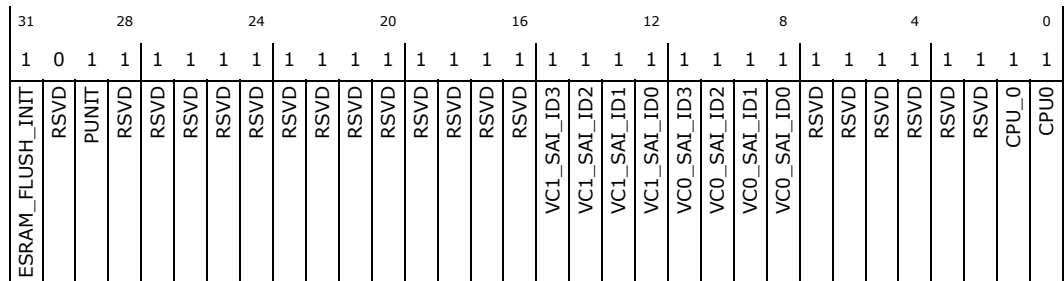 31 28 24 20 16 12 8 4 0
1 0 1 1 1 1 1 1 1 1 1 1 1 1 1 1 1 1 1 1 1 1 1 1 1 1 1 1 1 1 1 1
ESRAM_FLUSH_INIT
RSVD
PUNIT
RSVD
RSVD
RSVD
RSVD
RSVD
RSVD
RSVD
RSVD
RSVD
RSVD
RSVD
RSVD
RSVD
VC1_SAI_ID3
VC1_SAI_ID2
VC1_SAI_ID1
VC1_SAI_ID0
VC0_SAI_ID3
VC0_SAI_ID2
VC0_SAI_ID1
VC0_SAI_ID0
RSVD
RSVD
RSVD
RSVD
RSVD
RSVD
CPU_0
CPU0